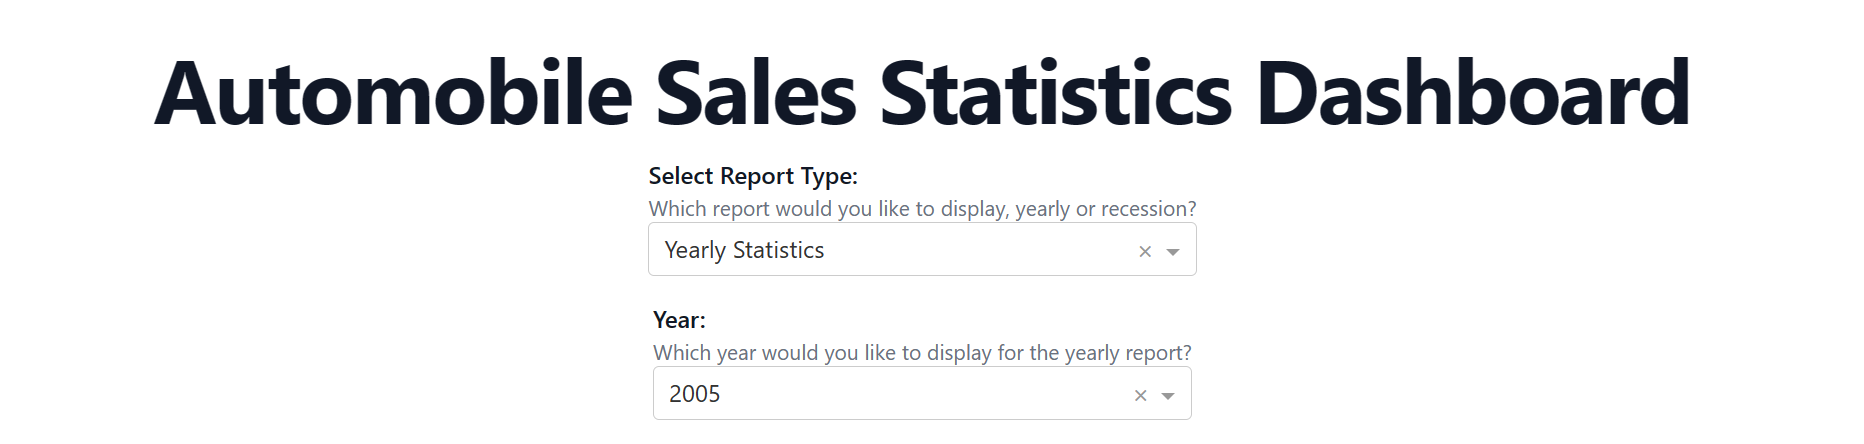 Automobile Sales Statistics Dashboard
Select Report Type:
Which report would you like to display, yearly or recession?
Yearly Statistics
Year:
Which year would you like to display for the yearly report?
2005